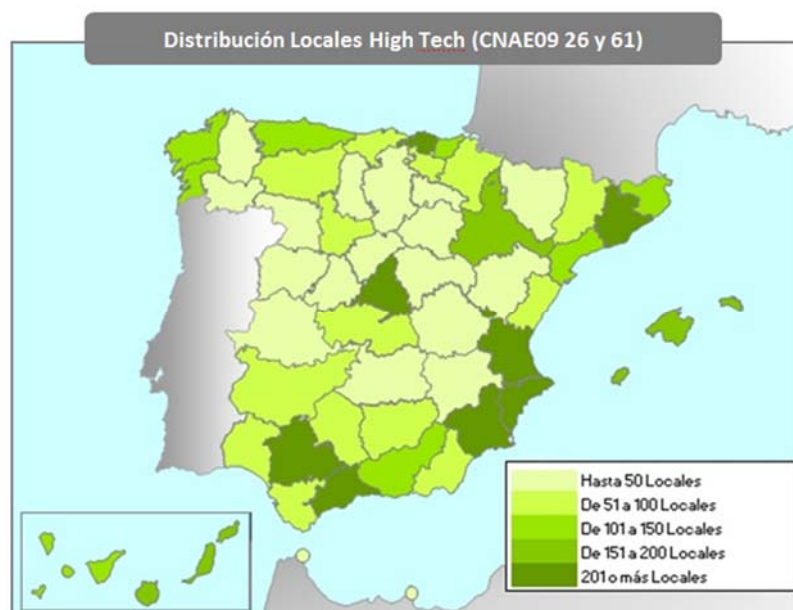 Distribución Locales High Tech (CNAE09 26 y 61)
Hasta 50 Locales
De 51 a 100 Locales
De 101 a 150 Locales
De 151 a 200 Locales
201 o más Locales